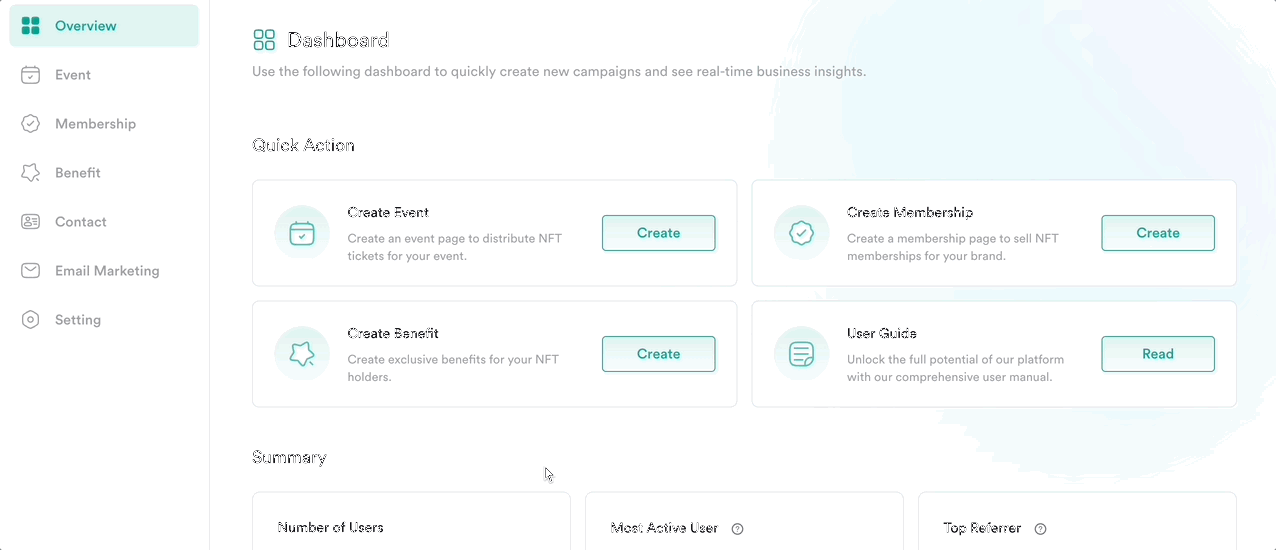 Overview
Event
Membership
Benefit
Contact
Email Marketing
Setting
Dashboard
Use the following dashboard to quickly create new campaigns and see real-time business insights.
Quick Action
Create Event
Create an event page to distribute NFT
tickets for your event.
Create
Create Membership
Create a membership page to sell NFT
memberships for your brand.
Create
Create Benefit
Create exclusive benefits for your NFT
holders.
Create
User Guide
Unlock the full potential of our platform
with our comprehensive user manual.
Read
Summary
Number of Users
Most Active User ?
Top Referrer ?